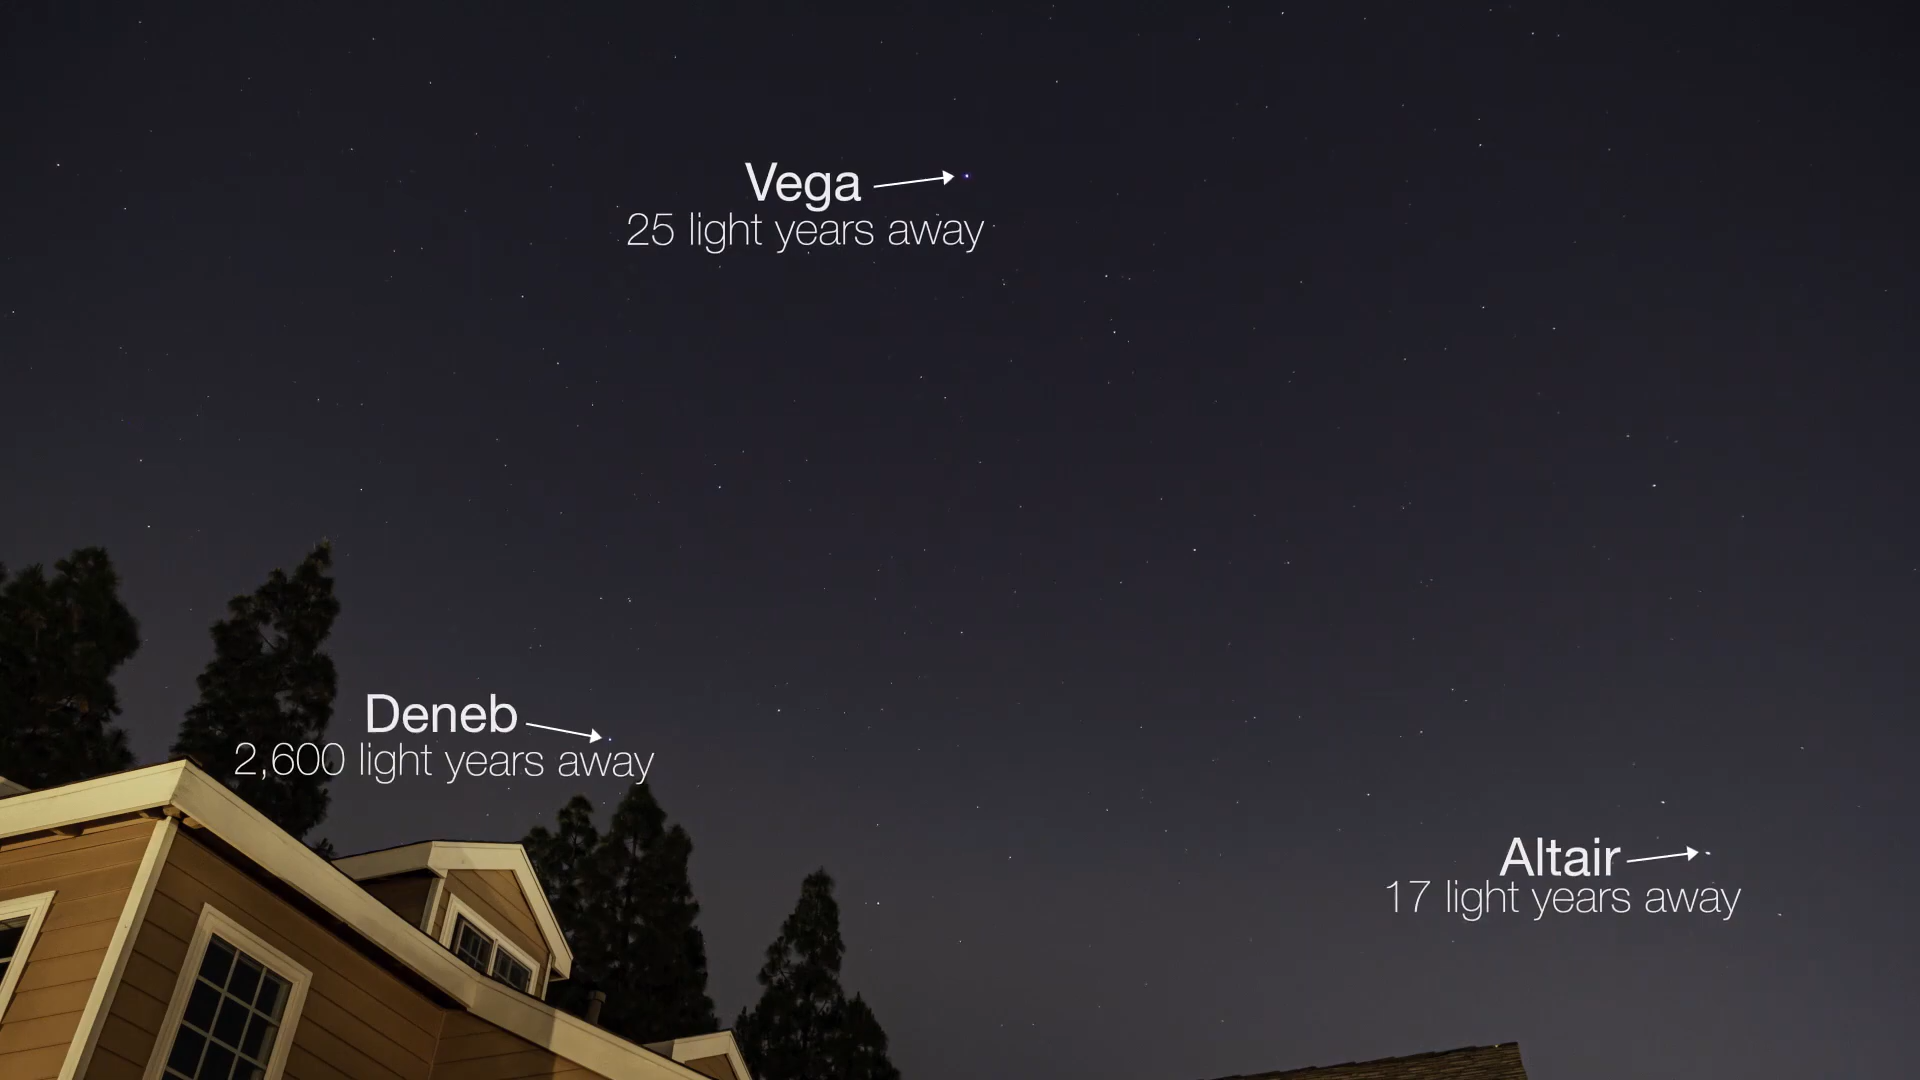 Vega
25 light years away
Deneb
2,600 light years away
Altair
17 light years away